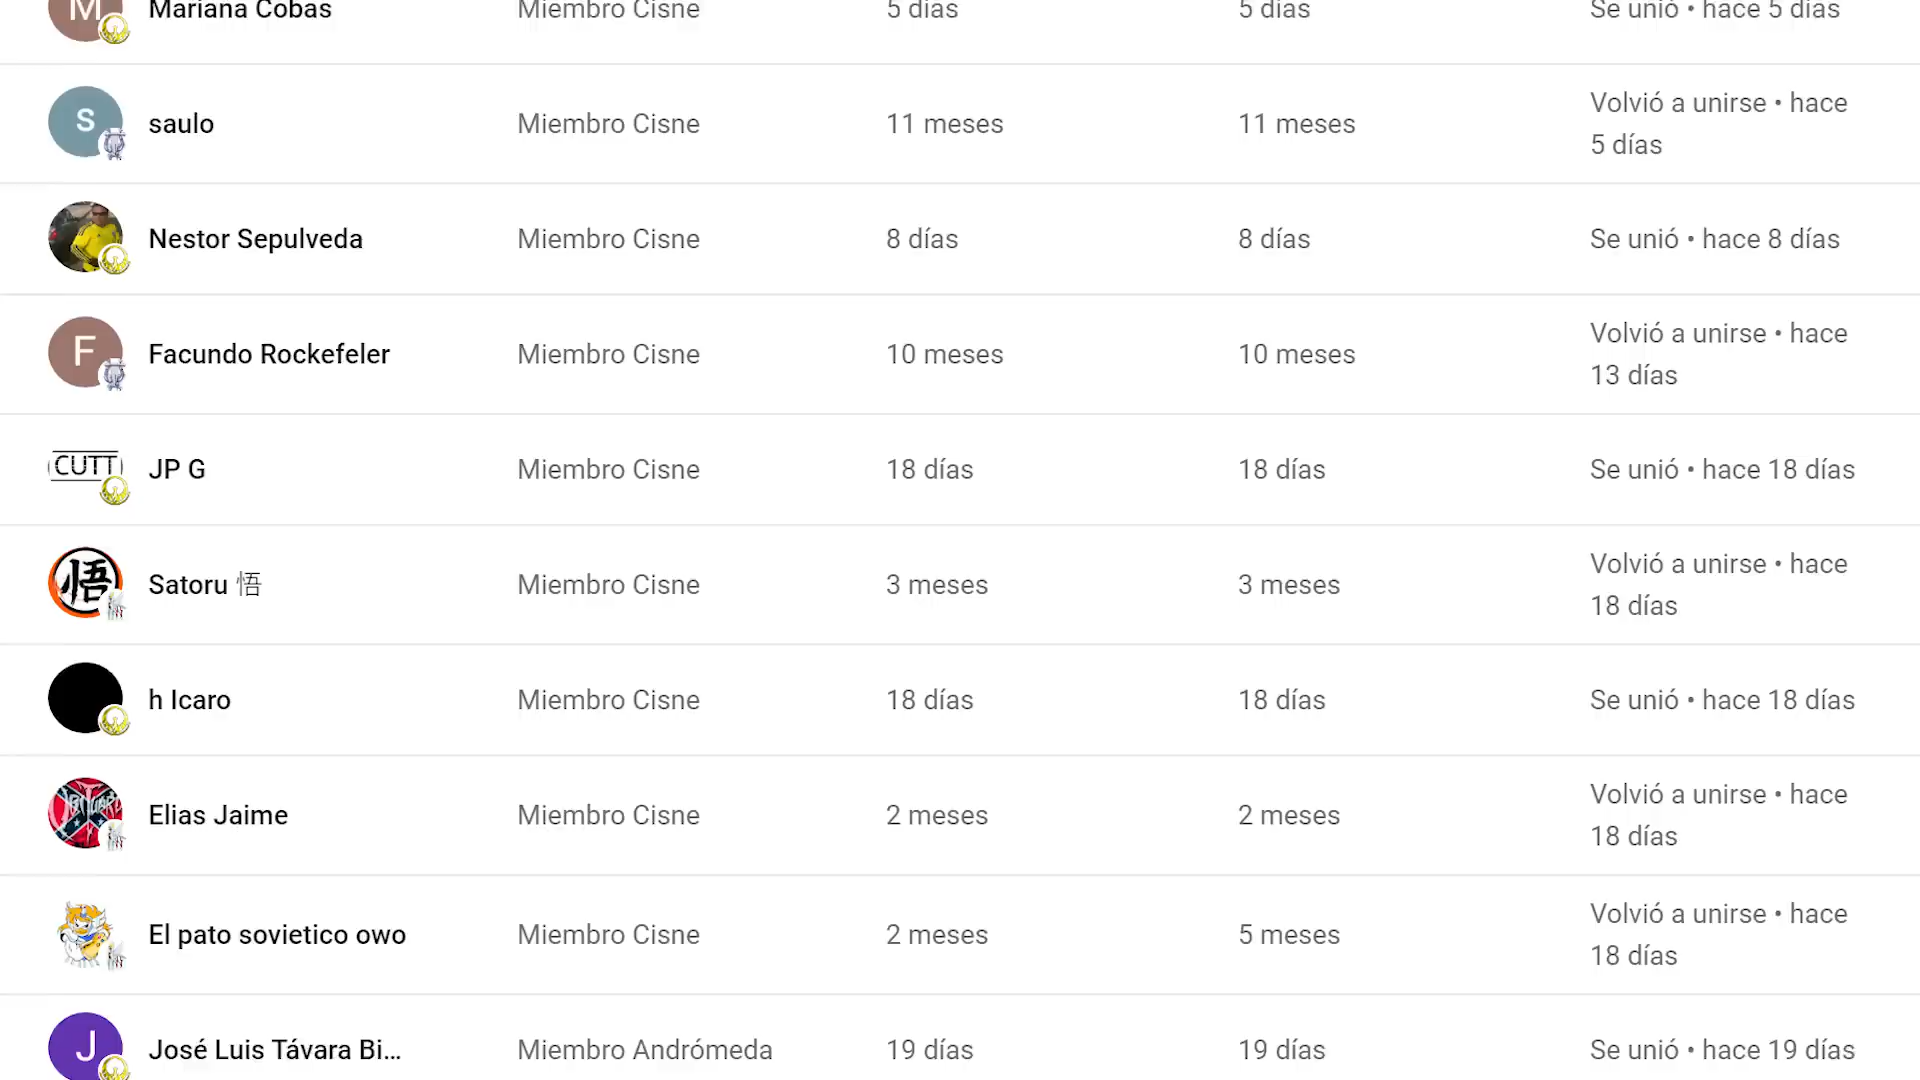 Mariana Cobas Miembro Cisne 5 días 5 días Se unió • hace 5 días
S saulo Miembro Cisne 11 meses 11 meses Volvió a unirse • hace
5 días
Nestor Sepulveda Miembro Cisne 8 días 8 días Se unió • hace 8 días
F Facundo Rockefeler Miembro Cisne 10 meses 10 meses Volvió a unirse • hace
13 días
CUTT JP G Miembro Cisne 18 días 18 días Se unió • hace 18 días
悟 Satoru 悟 Miembro Cisne 3 meses 3 meses Volvió a unirse • hace
18 días
h Icaro Miembro Cisne 18 días 18 días Se unió • hace 18 días
Elias Jaime Miembro Cisne 2 meses 2 meses Volvió a unirse • hace
18 días
El pato sovietico owo Miembro Cisne 2 meses 5 meses Volvió a unirse • hace
18 días
J José Luis Távara Bi... Miembro Andrómeda 19 días 19 días Se unió • hace 19 días